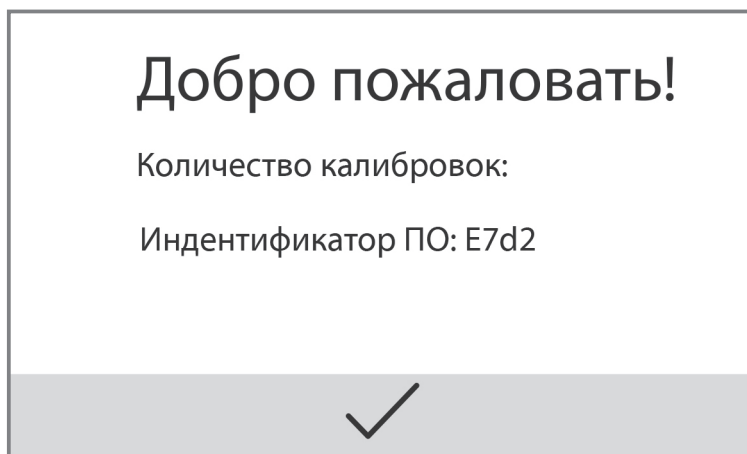 Добро пожаловать!
Количество калибровок:
Индентификатор ПО: E7d2